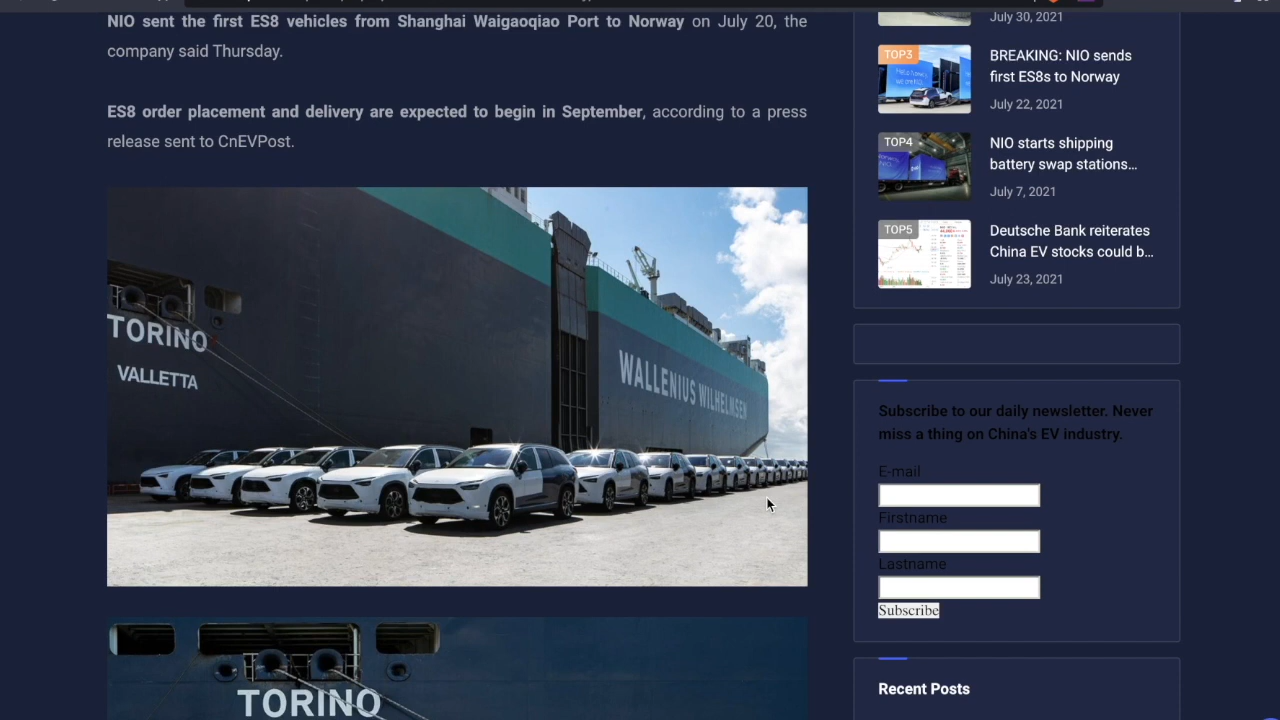 NIO sent the first ES8 vehicles from Shanghai Waigaoqiao Port to Norway on July 20, the
company said Thursday.
ES8 order placement and delivery are expected to begin in September, according to a press
release sent to CnEVPost.
TORINO
VALLETTA
WALLENIUS WILHELMSEN
TORINO
July 30, 2021
TOP3
BREAKING: NIO sends
first ES8s to Norway
July 22, 2021
TOP4
NIO starts shipping
battery swap stations…
July 7, 2021
TOP5
Deutsche Bank reiterates
China EV stocks could b…
July 23, 2021
Subscribe to our daily newsletter. Never
miss a thing on China's EV industry.
E-mail
Firstname
Lastname
Subscribe
Recent Posts